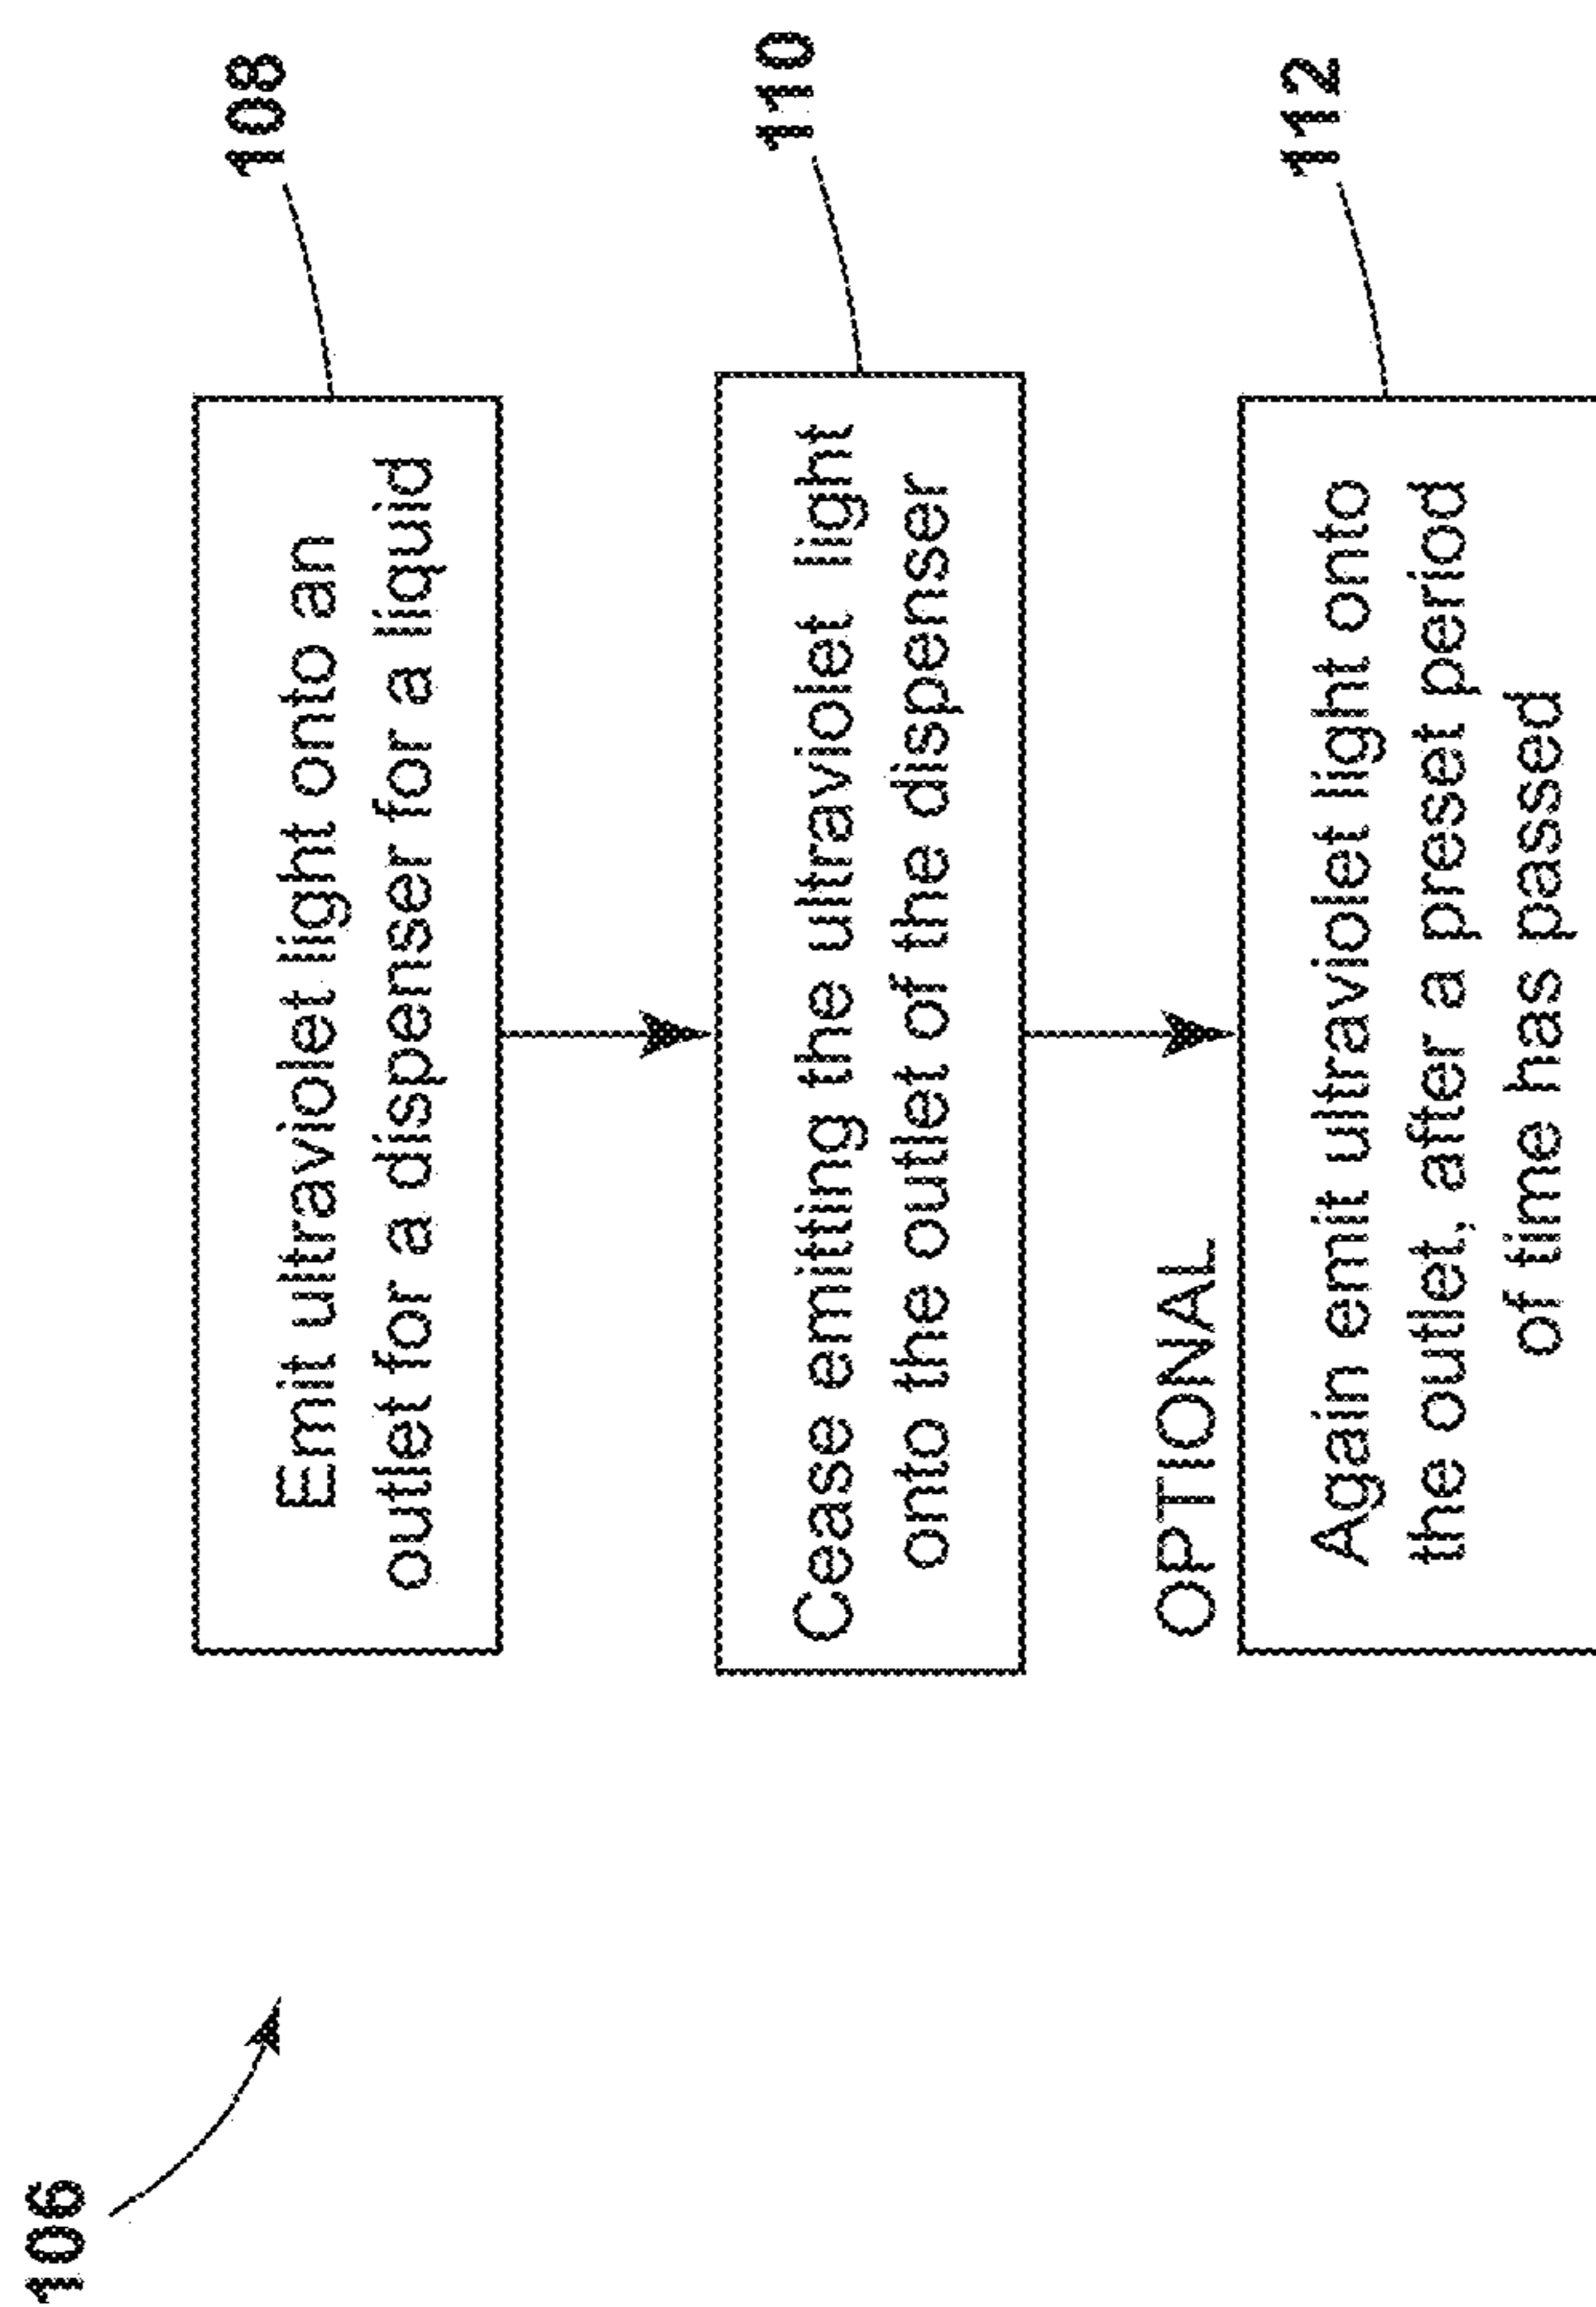 106
108
Emit ultraviolet light onto an
outlet for a dispenser for a liquid
110
Cease emitting the ultraviolet light
onto the outlet of the dispenser
OPTIONAL
112
Again emit ultraviolet light onto
the outlet, after a preset period
of time has passed